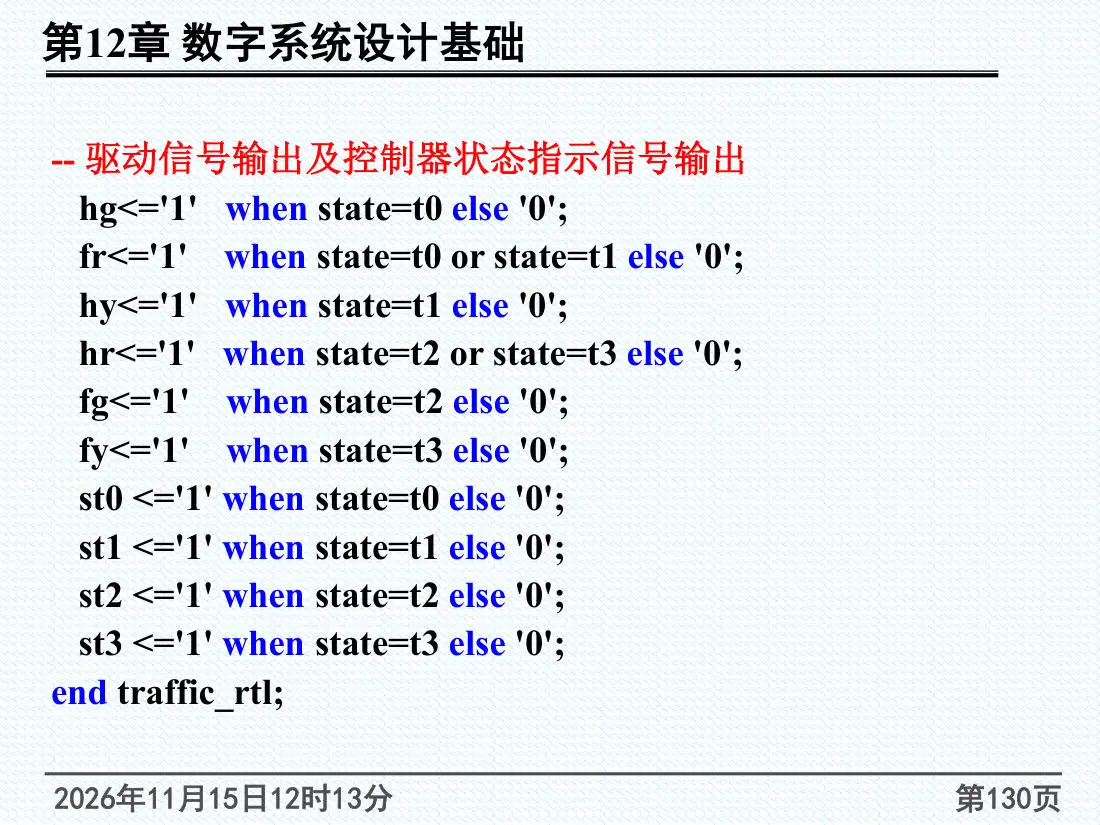 第12章 数字系统设计基础
-- 驱动信号输出及控制器状态指示信号输出
hg<='1' when state=t0 else '0';
fr<='1' when state=t0 or state=t1 else '0';
hy<='1' when state=t1 else '0';
hr<='1' when state=t2 or state=t3 else '0';
fg<='1' when state=t2 else '0';
fy<='1' when state=t3 else '0';
st0 <='1' when state=t0 else '0';
st1 <='1' when state=t1 else '0';
st2 <='1' when state=t2 else '0';
st3 <='1' when state=t3 else '0';
end traffic_rtl;
2026年11月15日12时13分
第130页